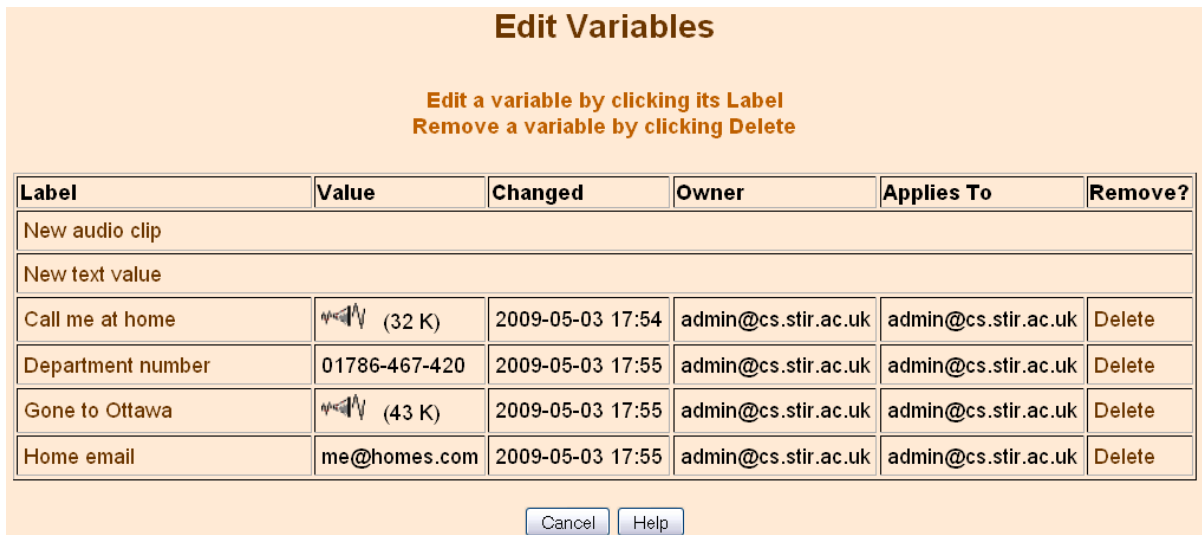 Edit Variables
Edit a variable by clicking its Label
Remove a variable by clicking Delete
Label Value Changed Owner Applies To Remove?
New audio clip
New text value
Call me at home (32 K) 2009-05-03 17:54 admin@cs.stir.ac.uk admin@cs.stir.ac.uk Delete
Department number 01786-467-420 2009-05-03 17:55 admin@cs.stir.ac.uk admin@cs.stir.ac.uk Delete
Gone to Ottawa (43 K) 2009-05-03 17:55 admin@cs.stir.ac.uk admin@cs.stir.ac.uk Delete
Home email me@homes.com 2009-05-03 17:55 admin@cs.stir.ac.uk admin@cs.stir.ac.uk Delete
Cancel Help